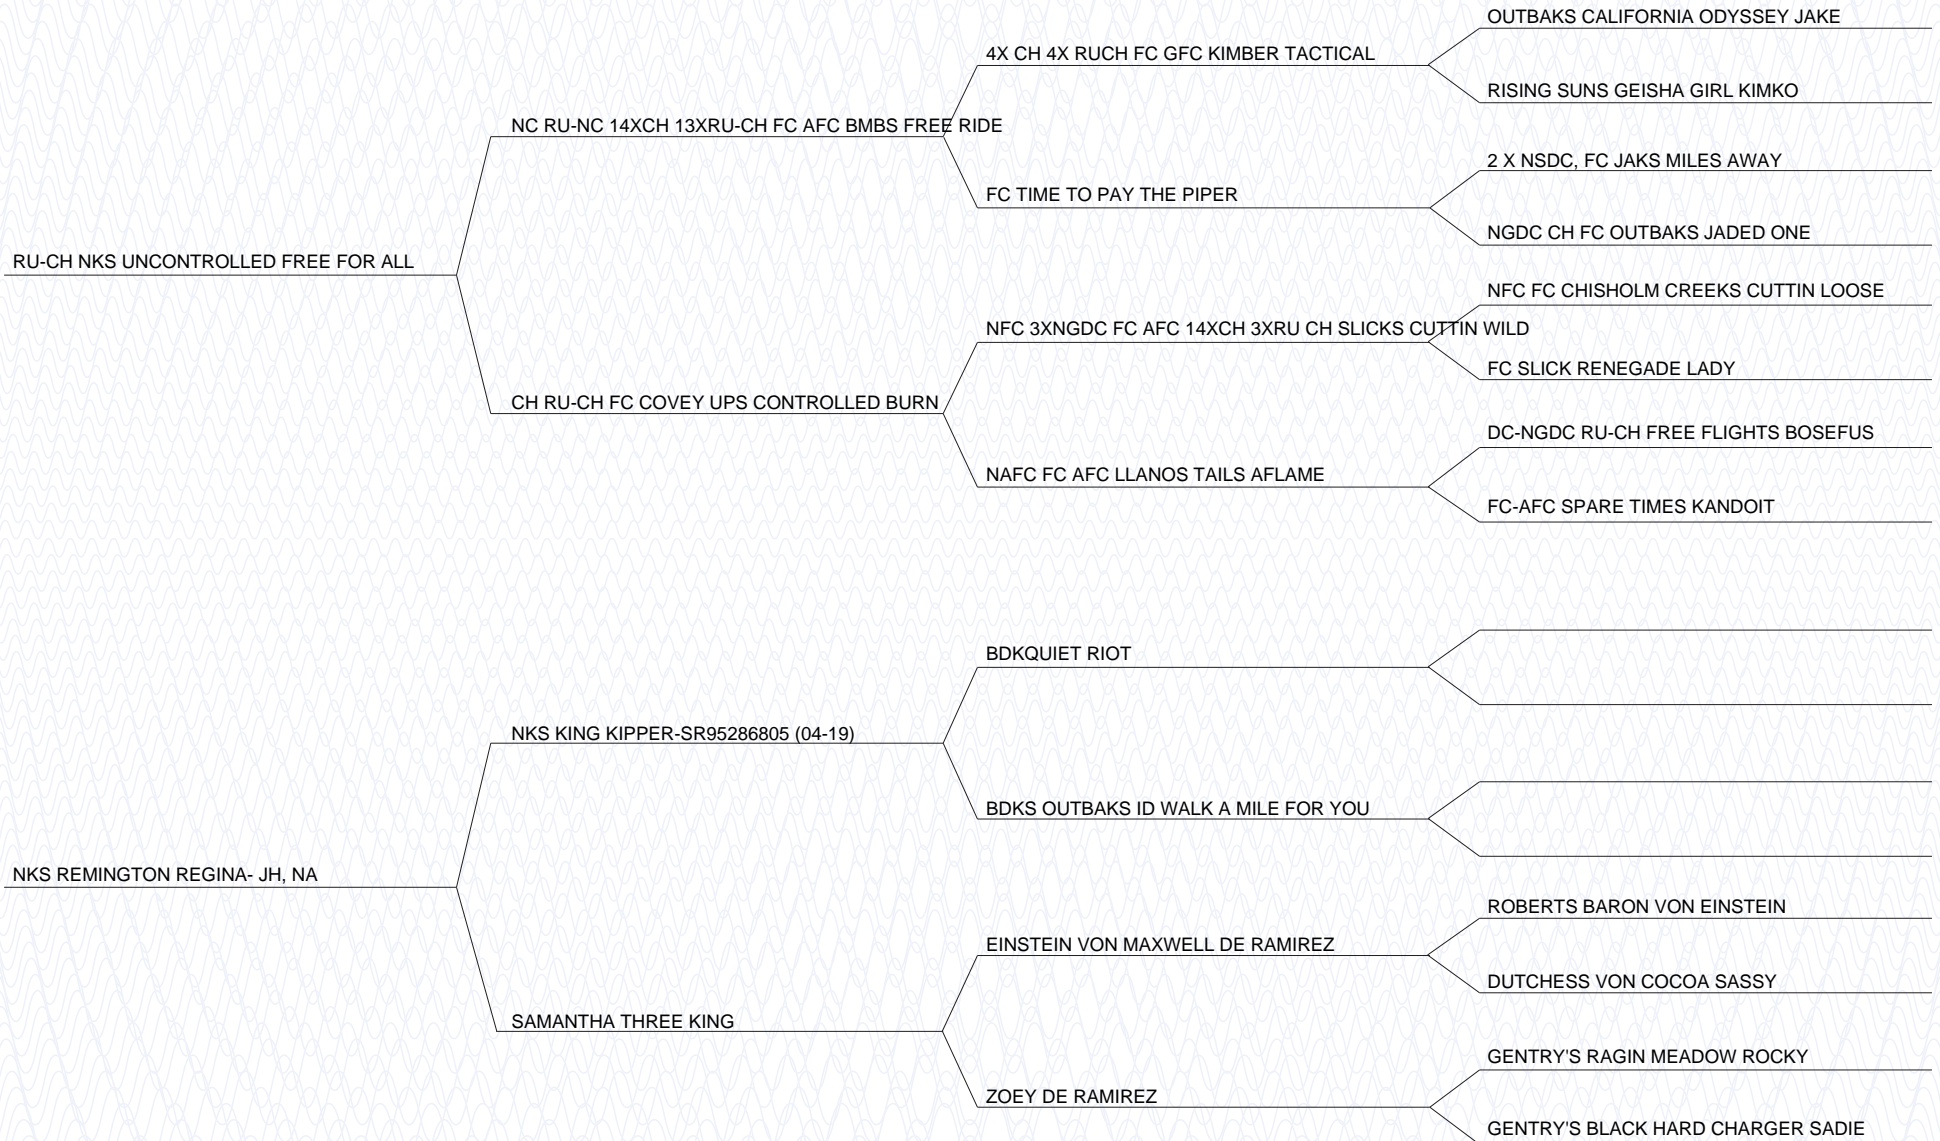 OUTBAKS CALIFORNIA ODYSSEY JAKE
4X CH 4X RUCH FC GFC KIMBER TACTICAL
RISING SUNS GEISHA GIRL KIMKO
NC RU-NC 14XCH 13XRU-CH FC AFC BMBS FREE RIDE
2 X NSDC, FC JAKS MILES AWAY
FC TIME TO PAY THE PIPER
NGDC CH FC OUTBAKS JADED ONE
RU-CH NKS UNCONTROLLED FREE FOR ALL
NFC FC CHISHOLM CREEKS CUTTIN LOOSE
NFC 3XNGDC FC AFC 14XCH 3XRU CH SLICKS CUTTIN WILD
FC SLICK RENEGADE LADY
CH RU-CH FC COVEY UPS CONTROLLED BURN
DC-NGDC RU-CH FREE FLIGHTS BOSEFUS
NAFC FC AFC LLANOS TAILS AFLAME
FC-AFC SPARE TIMES KANDOIT
BDKQUIET RIOT
NKS KING KIPPER-SR95286805 (04-19)
BDKS OUTBAKS ID WALK A MILE FOR YOU
NKS REMINGTON REGINA- JH, NA
ROBERTS BARON VON EINSTEIN
EINSTEIN VON MAXWELL DE RAMIREZ
DUTCHESS VON COCOA SASSY
SAMANTHA THREE KING
GENTRY'S RAGIN MEADOW ROCKY
ZOEY DE RAMIREZ
GENTRY'S BLACK HARD CHARGER SADIE